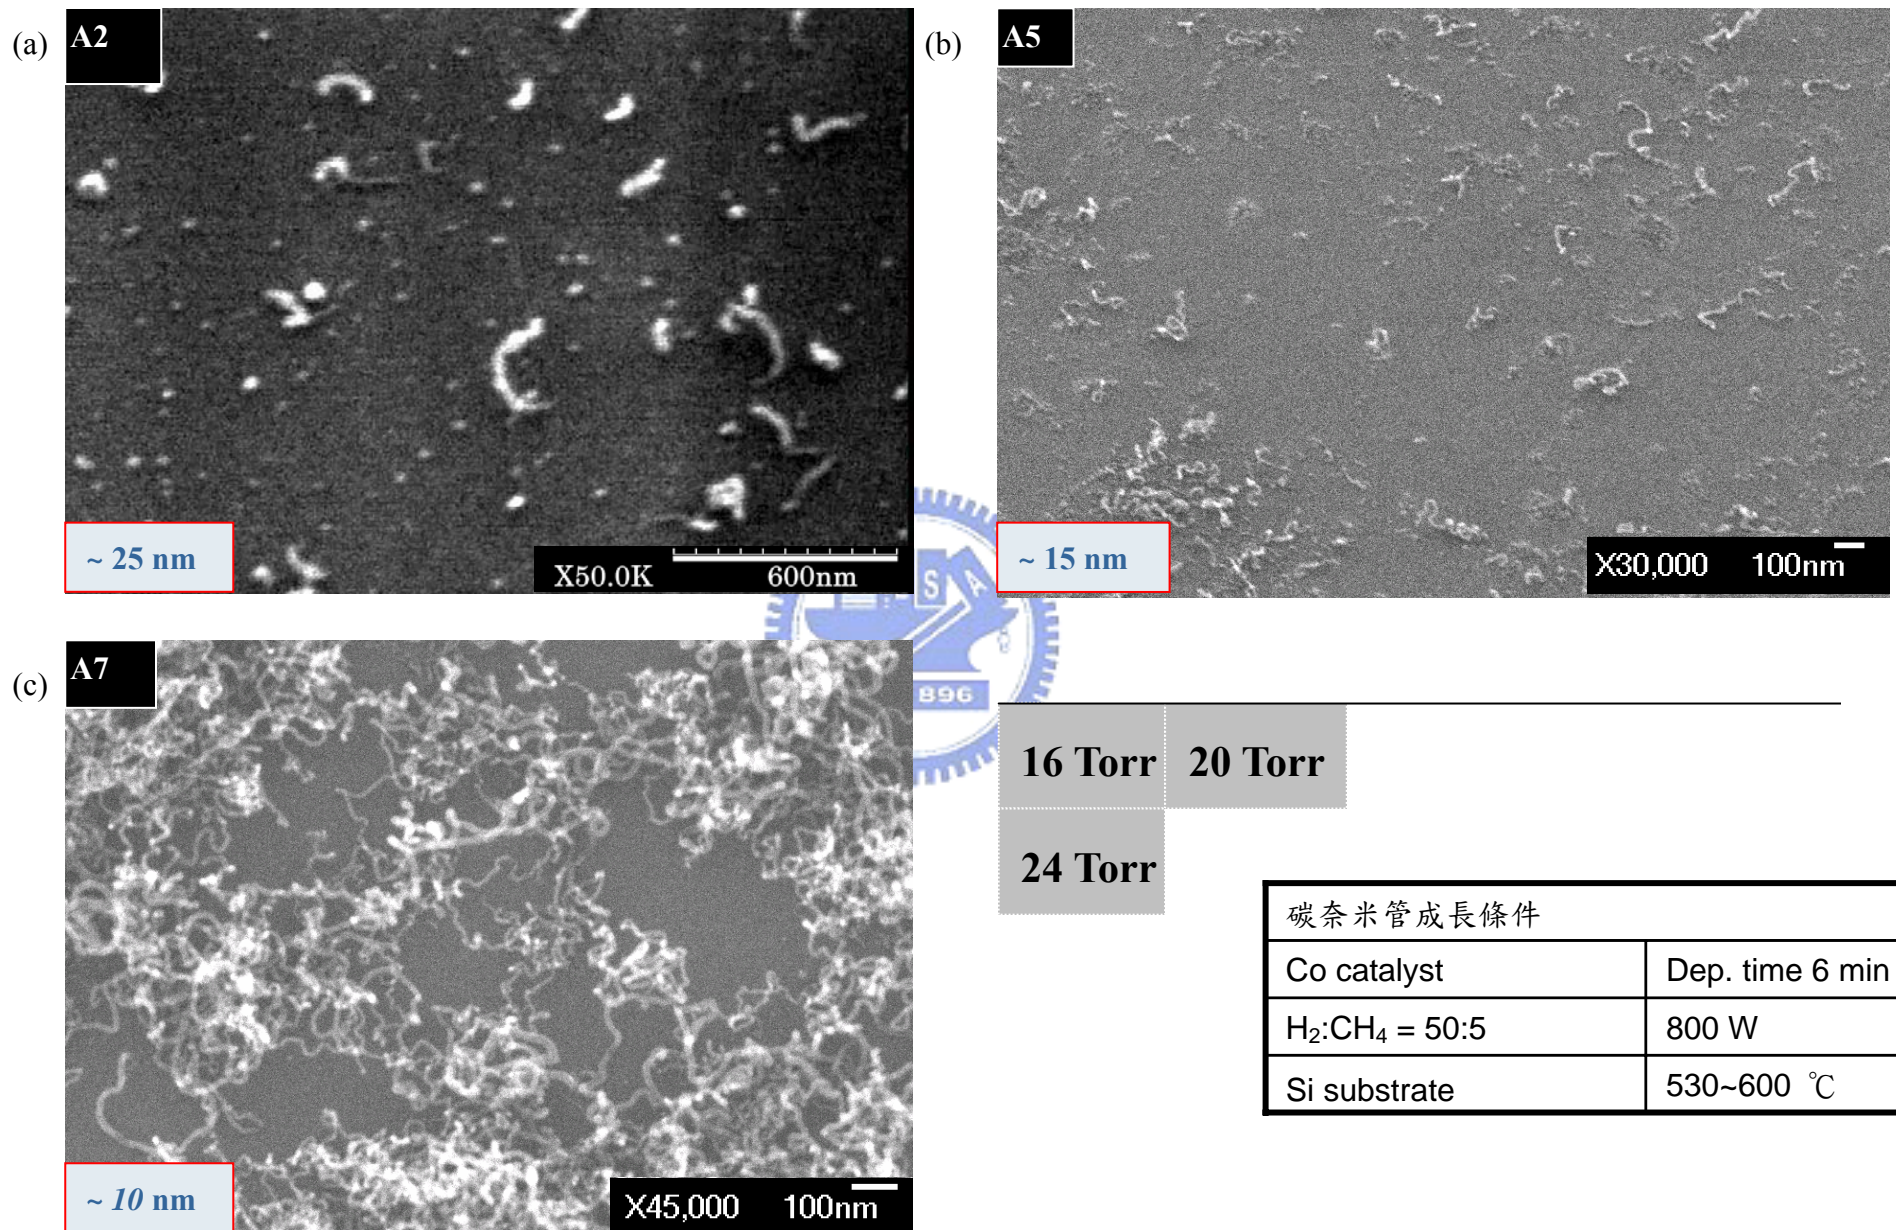 (a)
A2
~ 25 nm
X50.0K 600nm
(b)
A5
~ 15 nm
X30,000 100nm
S A
896
(c)
A7
~ 10 nm
X45,000 100nm
16 Torr 20 Torr
24 Torr
碳奈米管成長條件
Co catalyst Dep. time 6 min
H₂:CH₄ = 50:5 800 W
Si substrate 530~600 ℃